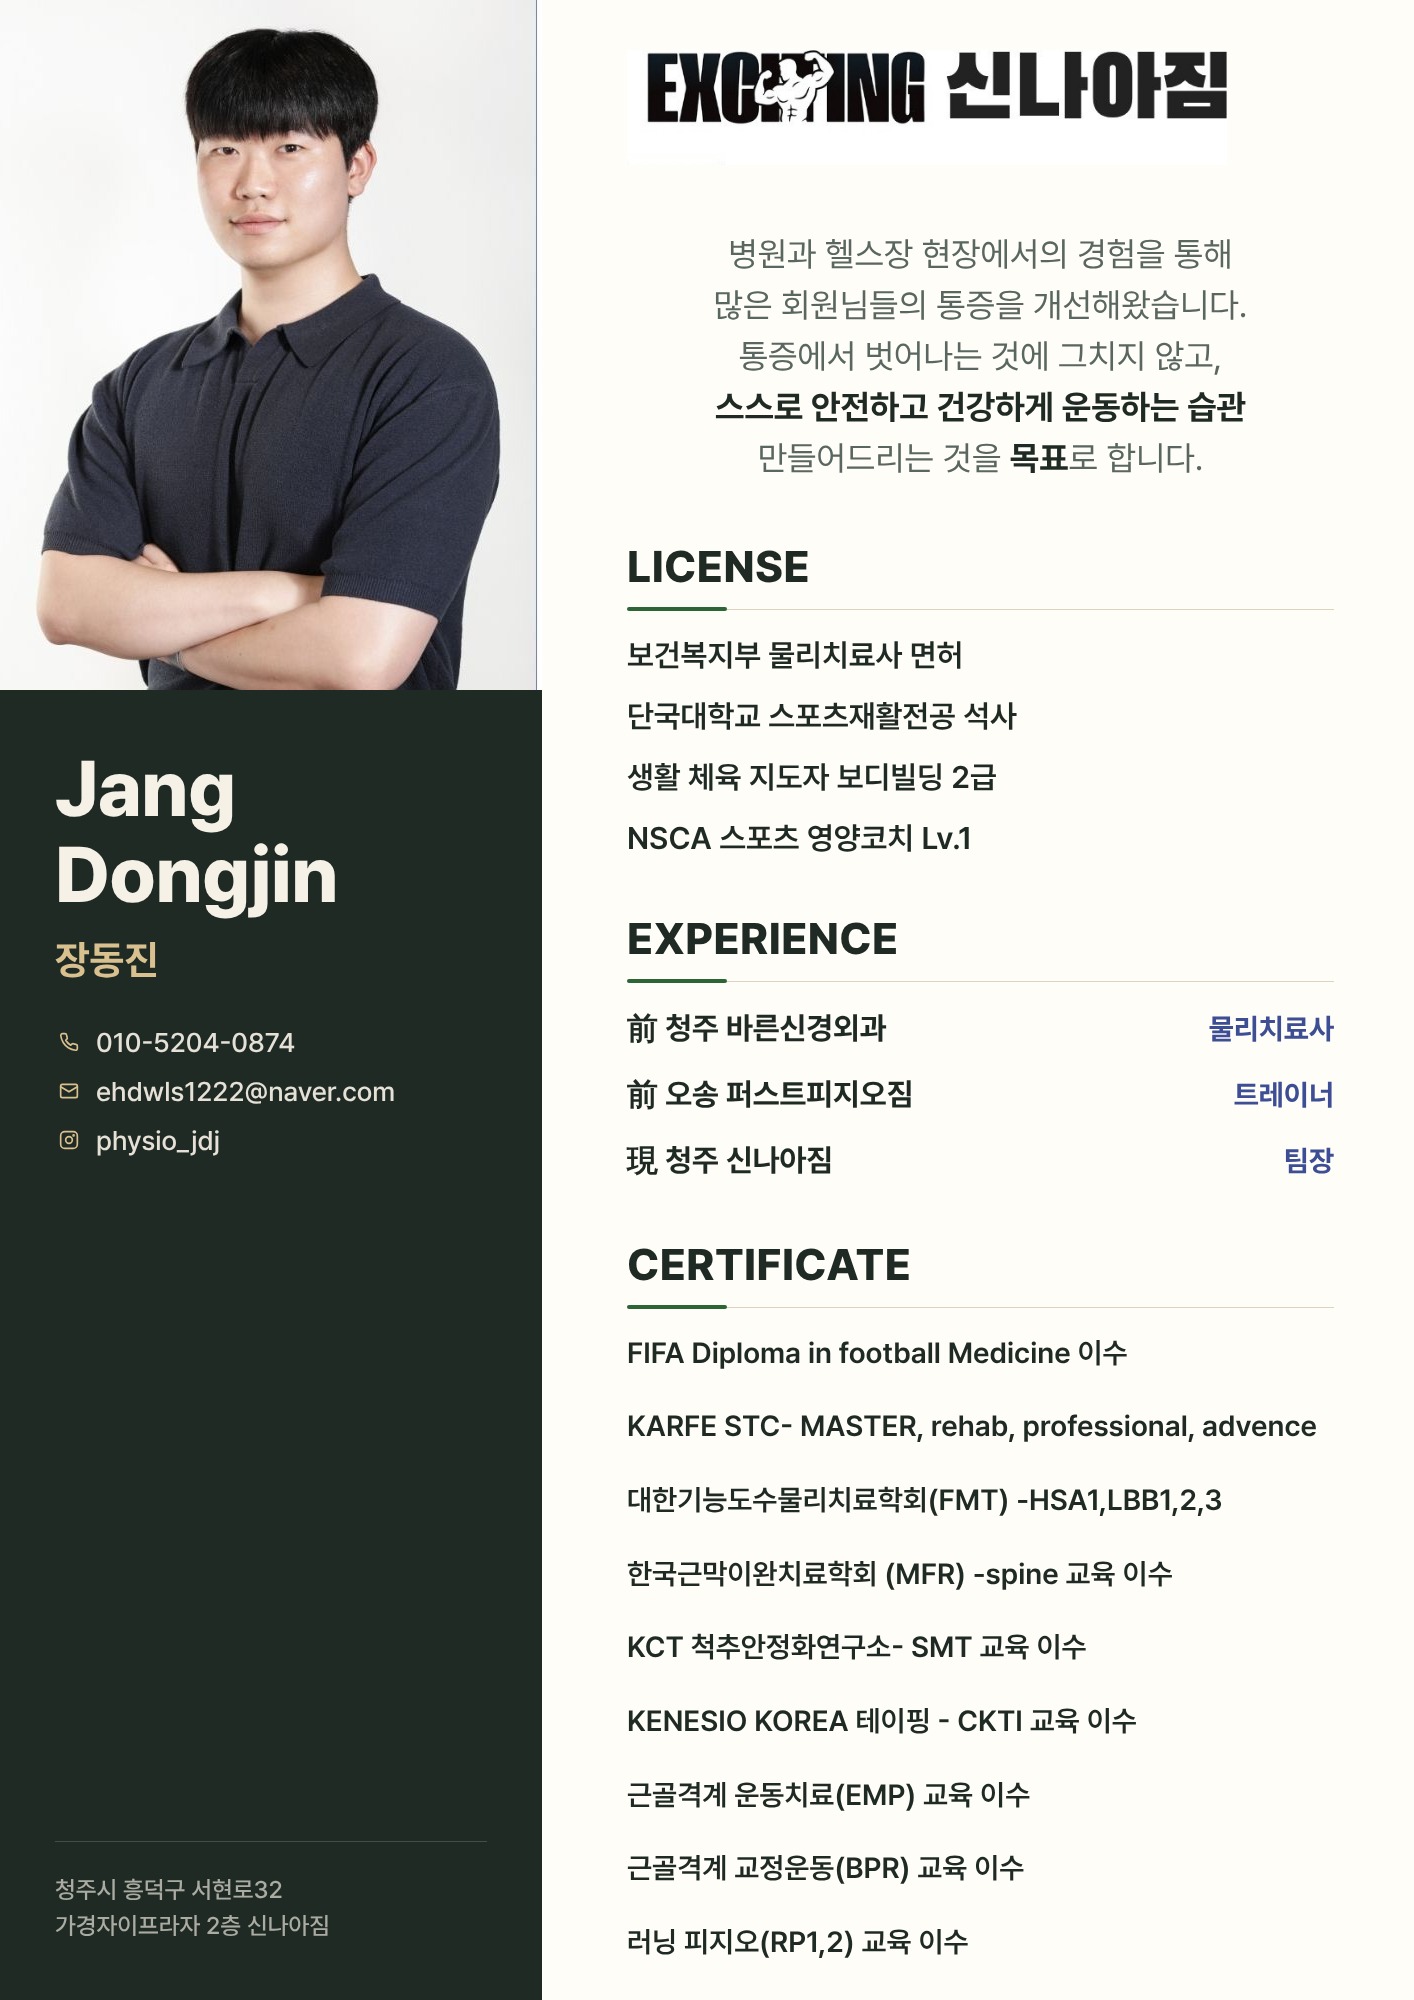 Jang
Dongjin
장동진
010-5204-0874
ehdwls1222@naver.com
physio_jdj
청주시 흥덕구 서현로32
가경자이프라자 2층 신나아짐
EXCITING 신나아짐
병원과 헬스장 현장에서의 경험을 통해
많은 회원님들의 통증을 개선해왔습니다.
통증에서 벗어나는 것에 그치지 않고,
스스로 안전하고 건강하게 운동하는 습관
만들어드리는 것을 목표로 합니다.
LICENSE
보건복지부 물리치료사 면허
단국대학교 스포츠재활전공 석사
생활 체육 지도자 보디빌딩 2급
NSCA 스포츠 영양코치 Lv.1
EXPERIENCE
前 청주 바른신경외과 물리치료사
前 오송 퍼스트피지오짐 트레이너
現 청주 신나아짐 팀장
CERTIFICATE
FIFA Diploma in football Medicine 이수
KARFE STC- MASTER, rehab, professional, advence
대한기능도수물리치료학회(FMT) -HSA1,LBB1,2,3
한국근막이완치료학회 (MFR) -spine 교육 이수
KCT 척추안정화연구소- SMT 교육 이수
KENESIO KOREA 테이핑 - CKTI 교육 이수
근골격계 운동치료(EMP) 교육 이수
근골격계 교정운동(BPR) 교육 이수
러닝 피지오(RP1,2) 교육 이수